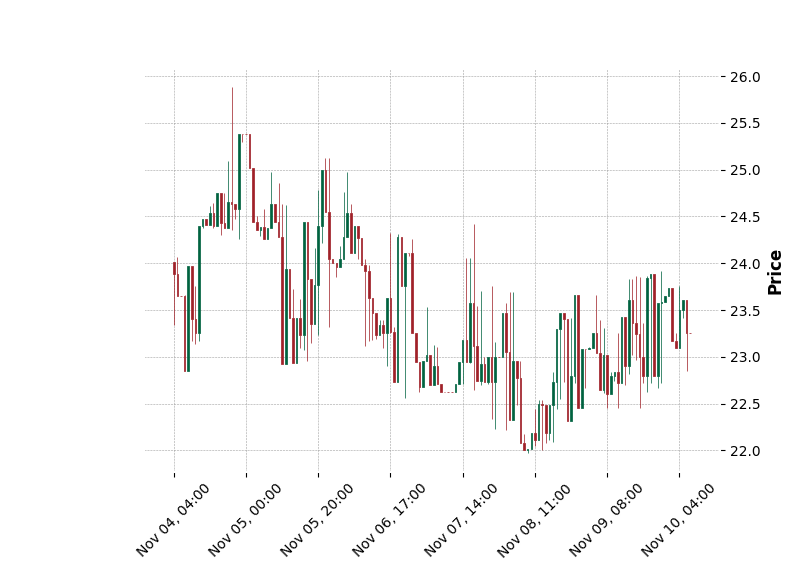 26.0
25.5
25.0
24.5
24.0
23.5
23.0
22.5
22.0
Price
Nov 04, 04:00
Nov 05, 00:00
Nov 05, 20:00
Nov 06, 17:00
Nov 07, 14:00
Nov 08, 11:00
Nov 09, 08:00
Nov 10, 04:00